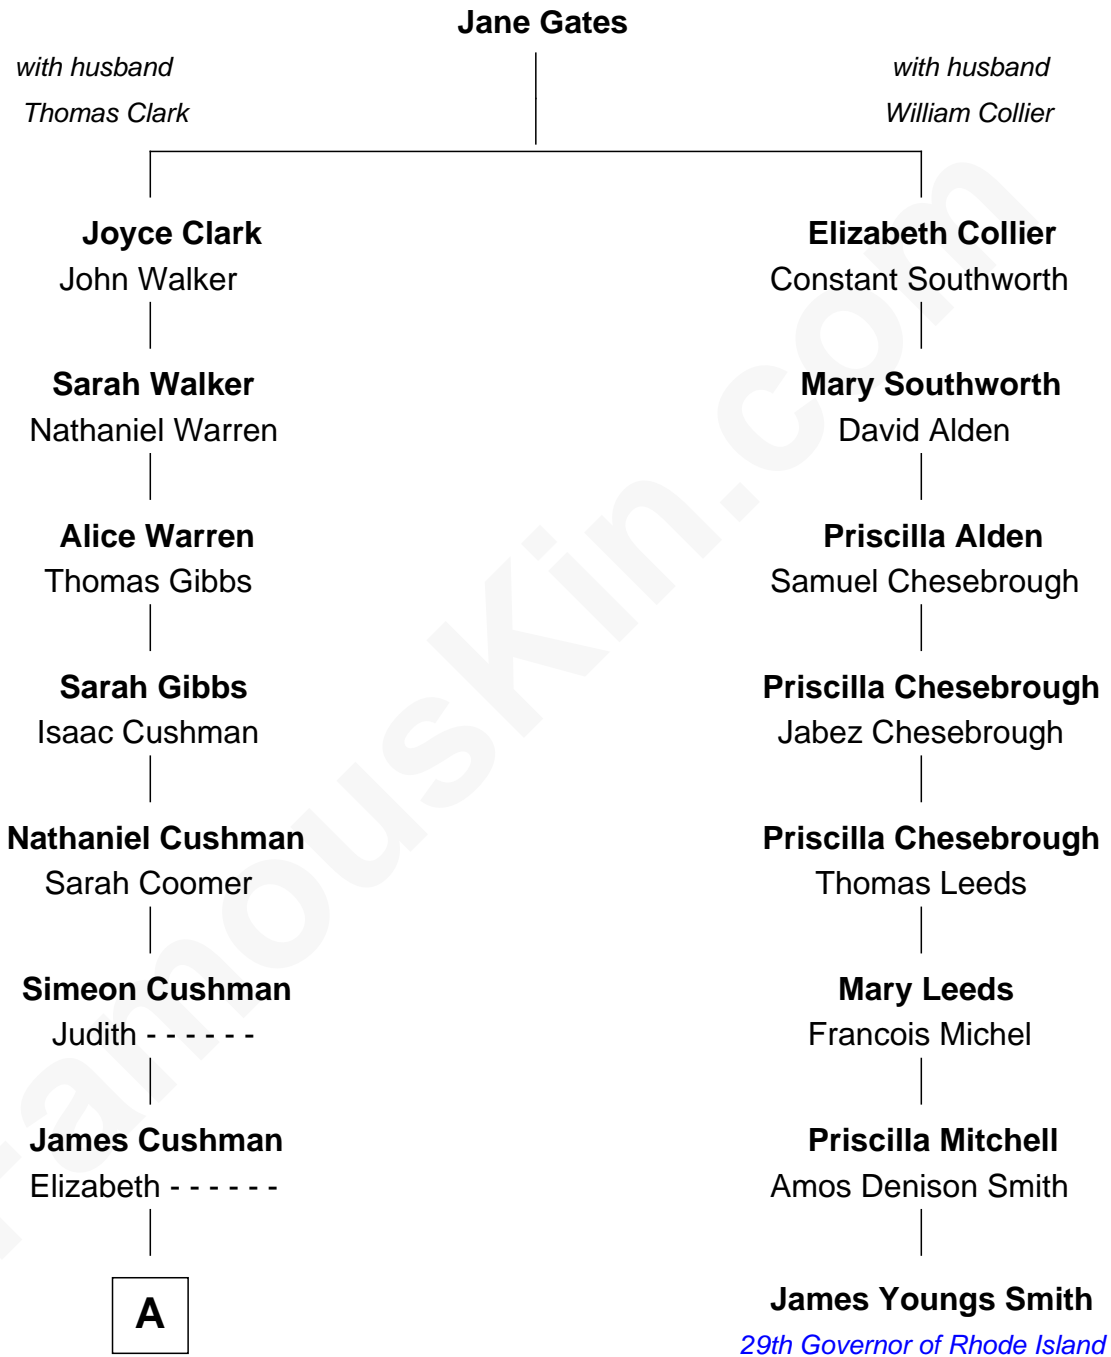 Jane Gates
with husband
Thomas Clark
with husband
William Collier
Joyce Clark
John Walker
Sarah Walker
Nathaniel Warren
Alice Warren
Thomas Gibbs
Sarah Gibbs
Isaac Cushman
Nathaniel Cushman
Sarah Coomer
Simeon Cushman
Judith - - - - - -
James Cushman
Elizabeth - - - - - -
A
Elizabeth Collier
Constant Southworth
Mary Southworth
David Alden
Priscilla Alden
Samuel Chesebrough
Priscilla Chesebrough
Jabez Chesebrough
Priscilla Chesebrough
Thomas Leeds
Mary Leeds
Francois Michel
Priscilla Mitchell
Amos Denison Smith
James Youngs Smith
29th Governor of Rhode Island
FamousKin.com